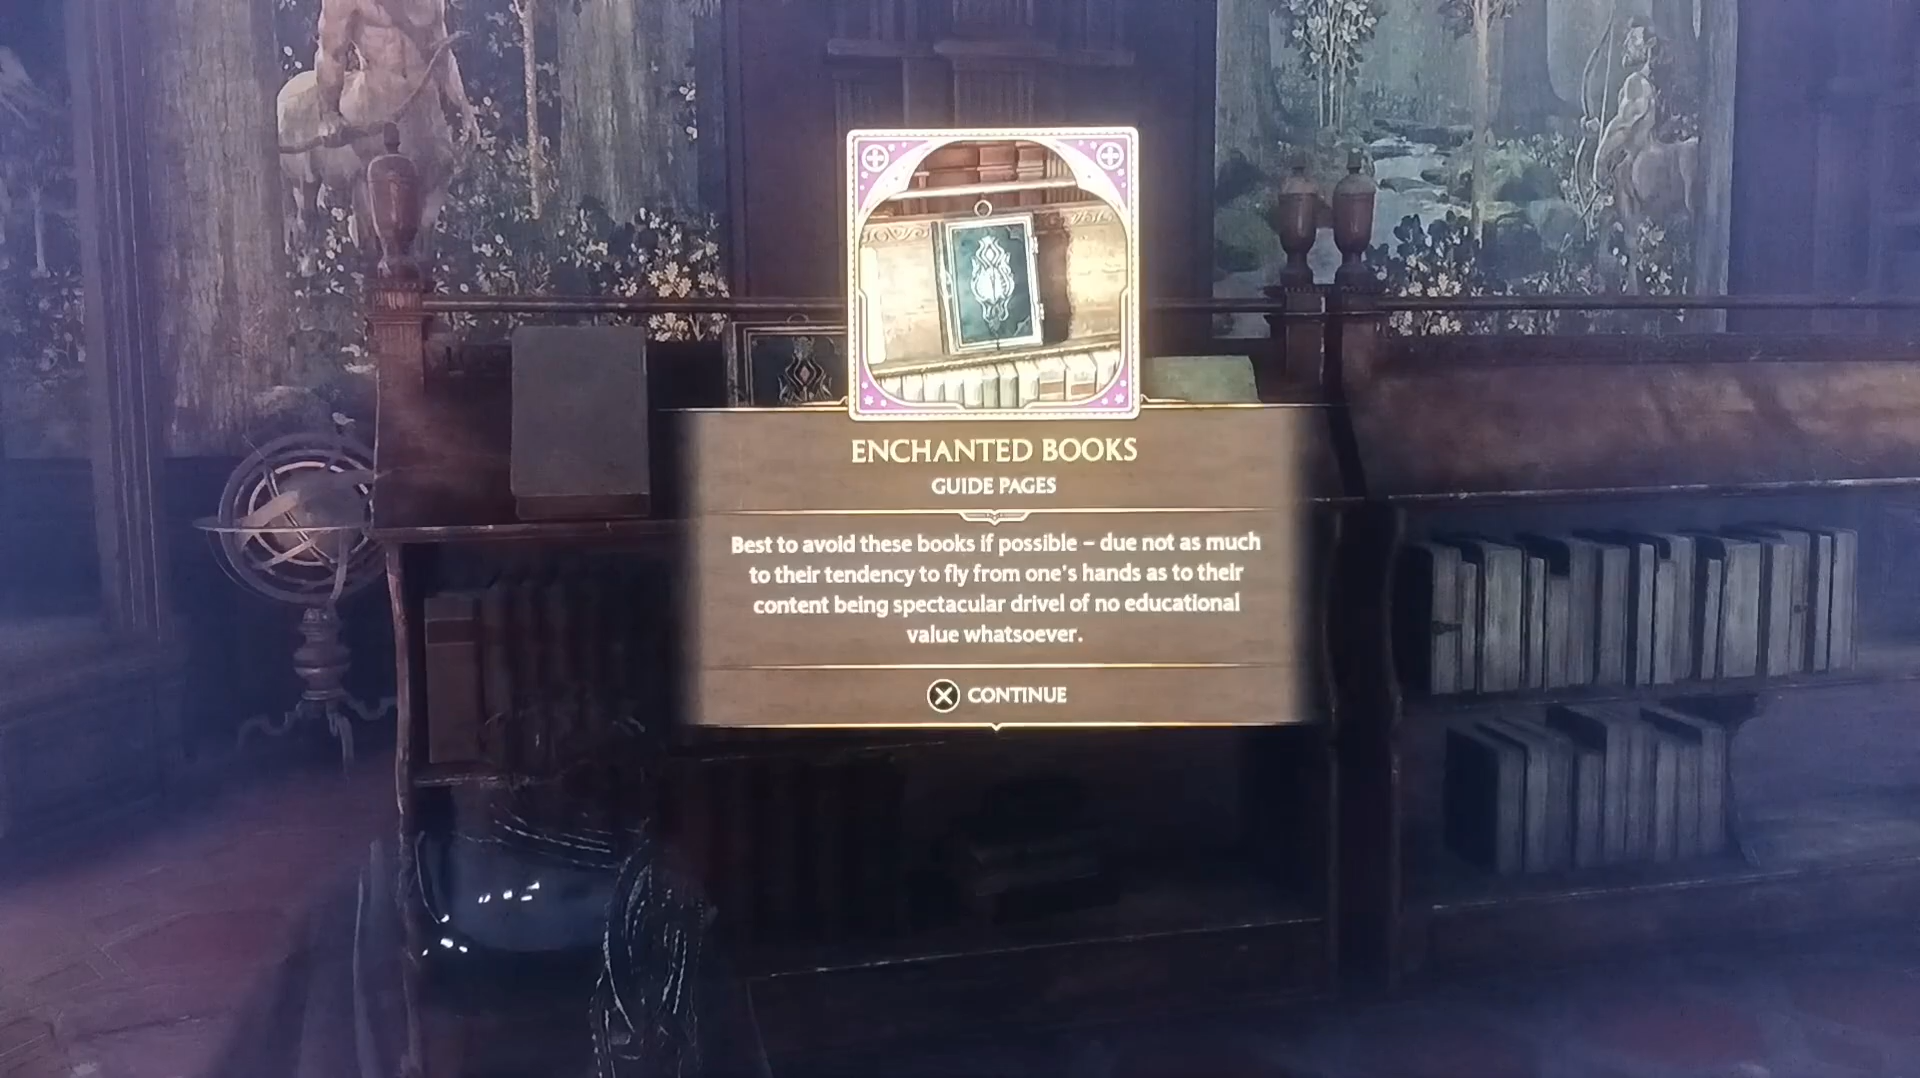 ENCHANTED BOOKS
GUIDE PAGES
Best to avoid these books if possible – due not as much
to their tendency to fly from one's hands as to their
content being spectacular drivel of no educational
value whatsoever.
CONTINUE